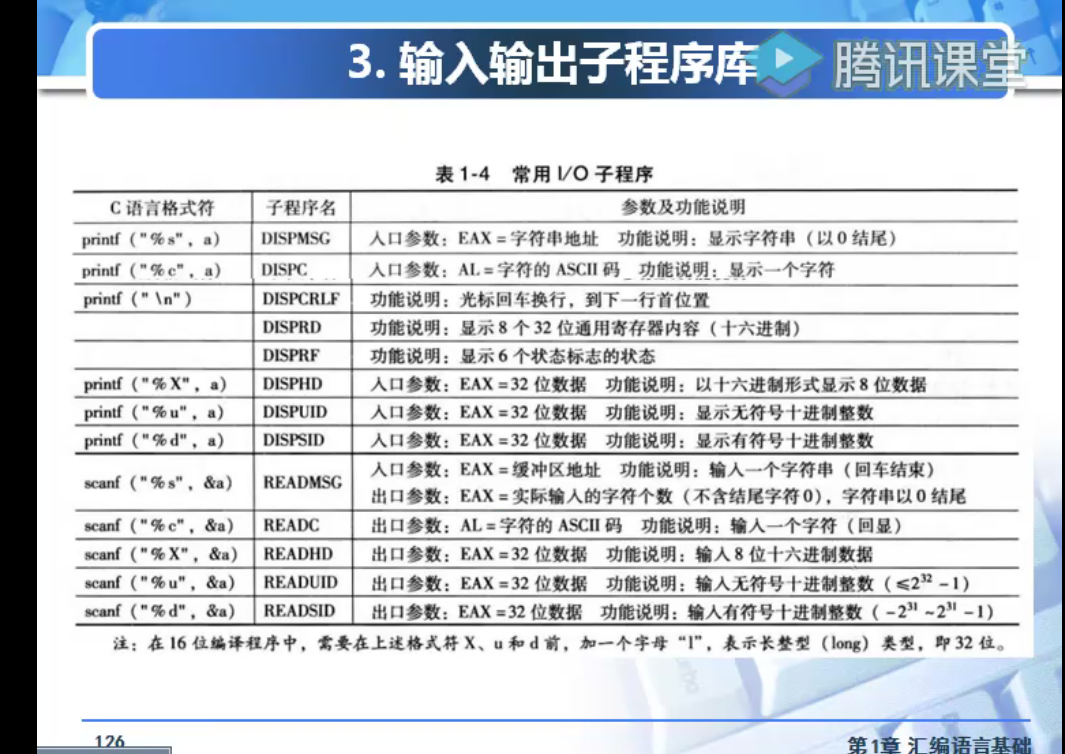 3. 输入输出子程序库
腾讯课堂
表 1-4 常用 I/O 子程序
C 语言格式符 子程序名 参数及功能说明
printf ("%s", a) DISPMSG 入口参数：EAX = 字符串地址 功能说明：显示字符串（以 0 结尾）
printf ("%c", a) DISPC 入口参数：AL = 字符的 ASCII 码 功能说明：显示一个字符
printf (" \n") DISPCRLF 功能说明：光标回车换行，到下一行首位置
DISPRD 功能说明：显示 8 个 32 位通用寄存器内容（十六进制）
DISPRF 功能说明：显示 6 个状态标志的状态
printf ("%X", a) DISPHD 入口参数：EAX = 32 位数据 功能说明：以十六进制形式显示 8 位数据
printf ("%u", a) DISPUID 入口参数：EAX = 32 位数据 功能说明：显示无符号十进制整数
printf ("%d", a) DISPSID 入口参数：EAX = 32 位数据 功能说明：显示有符号十进制整数
scanf ("%s", &a) READMSG 入口参数：EAX = 缓冲区地址 功能说明：输入一个字符串（回车结束）
出口参数：EAX = 实际输入的字符个数（不含结尾字符 0），字符串以 0 结尾
scanf ("%c", &a) READC 出口参数：AL = 字符的 ASCII 码 功能说明：输入一个字符（回显）
scanf ("%X", &a) READHD 出口参数：EAX = 32 位数据 功能说明：输入 8 位十六进制数据
scanf ("%u", &a) READUID 出口参数：EAX = 32 位数据 功能说明：输入无符号十进制整数（≤2³² -1）
scanf ("%d", &a) READSID 出口参数：EAX = 32 位数据 功能说明：输入有符号十进制整数（-2³¹ ~2³¹ -1）
注：在 16 位编译程序中，需要在上述格式符 X、u 和 d 前，加一个字母 “l”，表示长整型（long）类型，即 32 位。
126
第1章 汇编语言基础